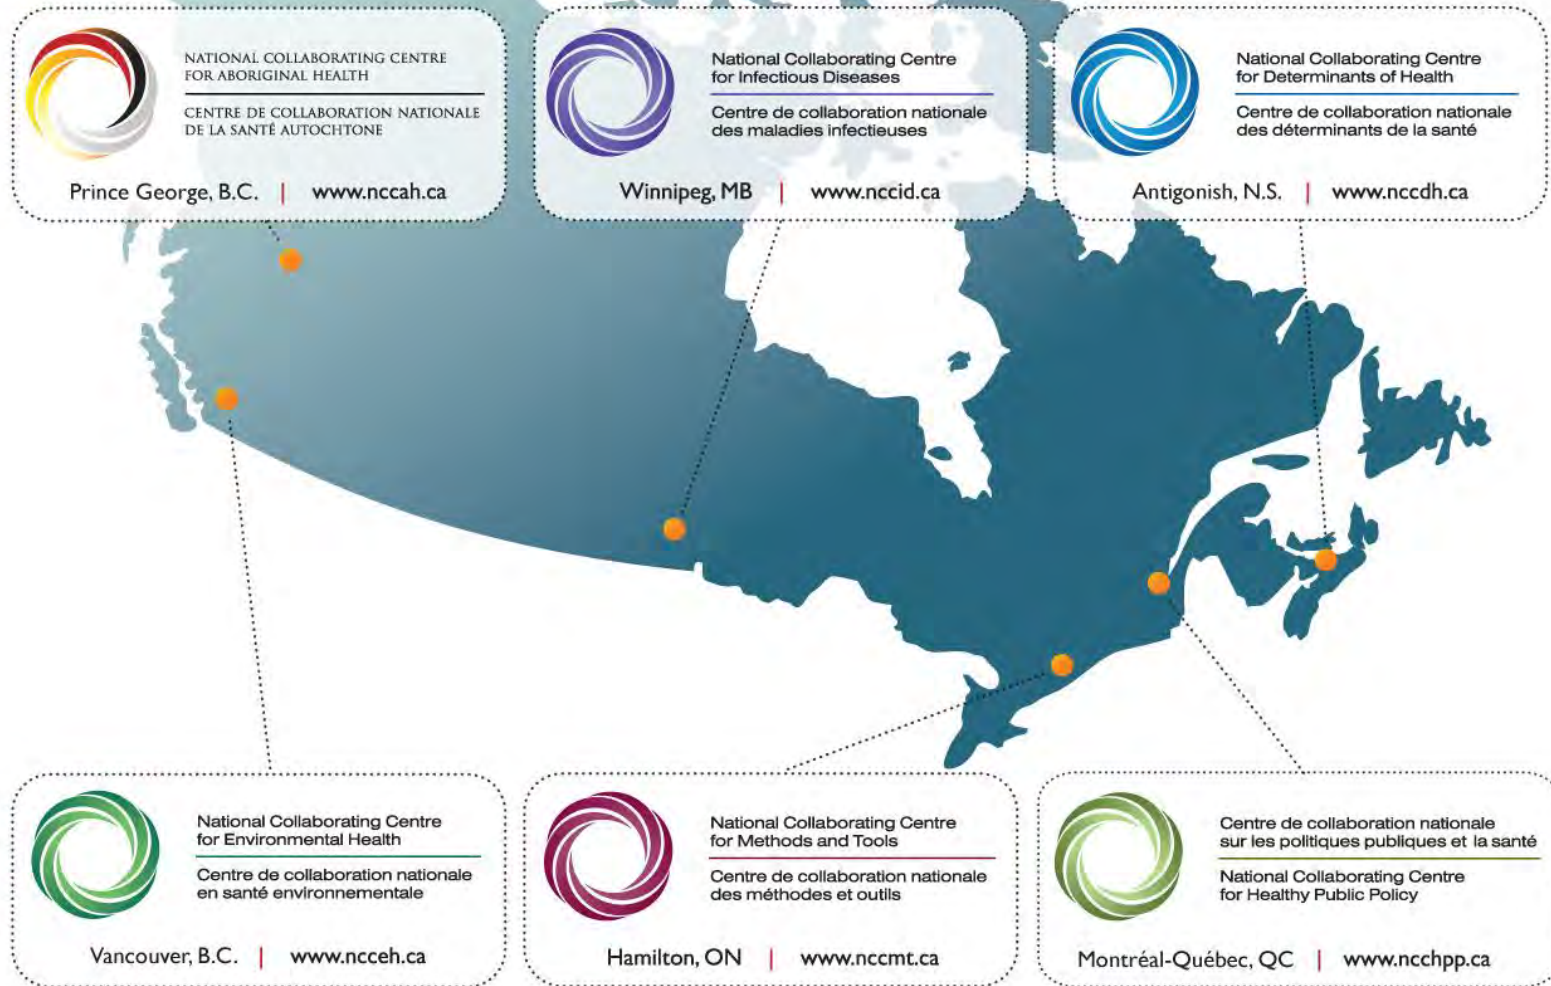 NATIONAL COLLABORATING CENTRE
FOR ABORIGINAL HEALTH
CENTRE DE COLLABORATION NATIONALE
DE LA SANTÉ AUTOCHTONE
Prince George, B.C. | www.nccah.ca
National Collaborating Centre
for Infectious Diseases
Centre de collaboration nationale
des maladies infectieuses
Winnipeg, MB | www.nccid.ca
National Collaborating Centre
for Determinants of Health
Centre de collaboration nationale
des déterminants de la santé
Antigonish, N.S. | www.nccdh.ca
National Collaborating Centre
for Environmental Health
Centre de collaboration nationale
en santé environnementale
Vancouver, B.C. | www.ncceh.ca
National Collaborating Centre
for Methods and Tools
Centre de collaboration nationale
des méthodes et outils
Hamilton, ON | www.nccmt.ca
Centre de collaboration nationale
sur les politiques publiques et la santé
National Collaborating Centre
for Healthy Public Policy
Montréal-Québec, QC | www.ncchpp.ca